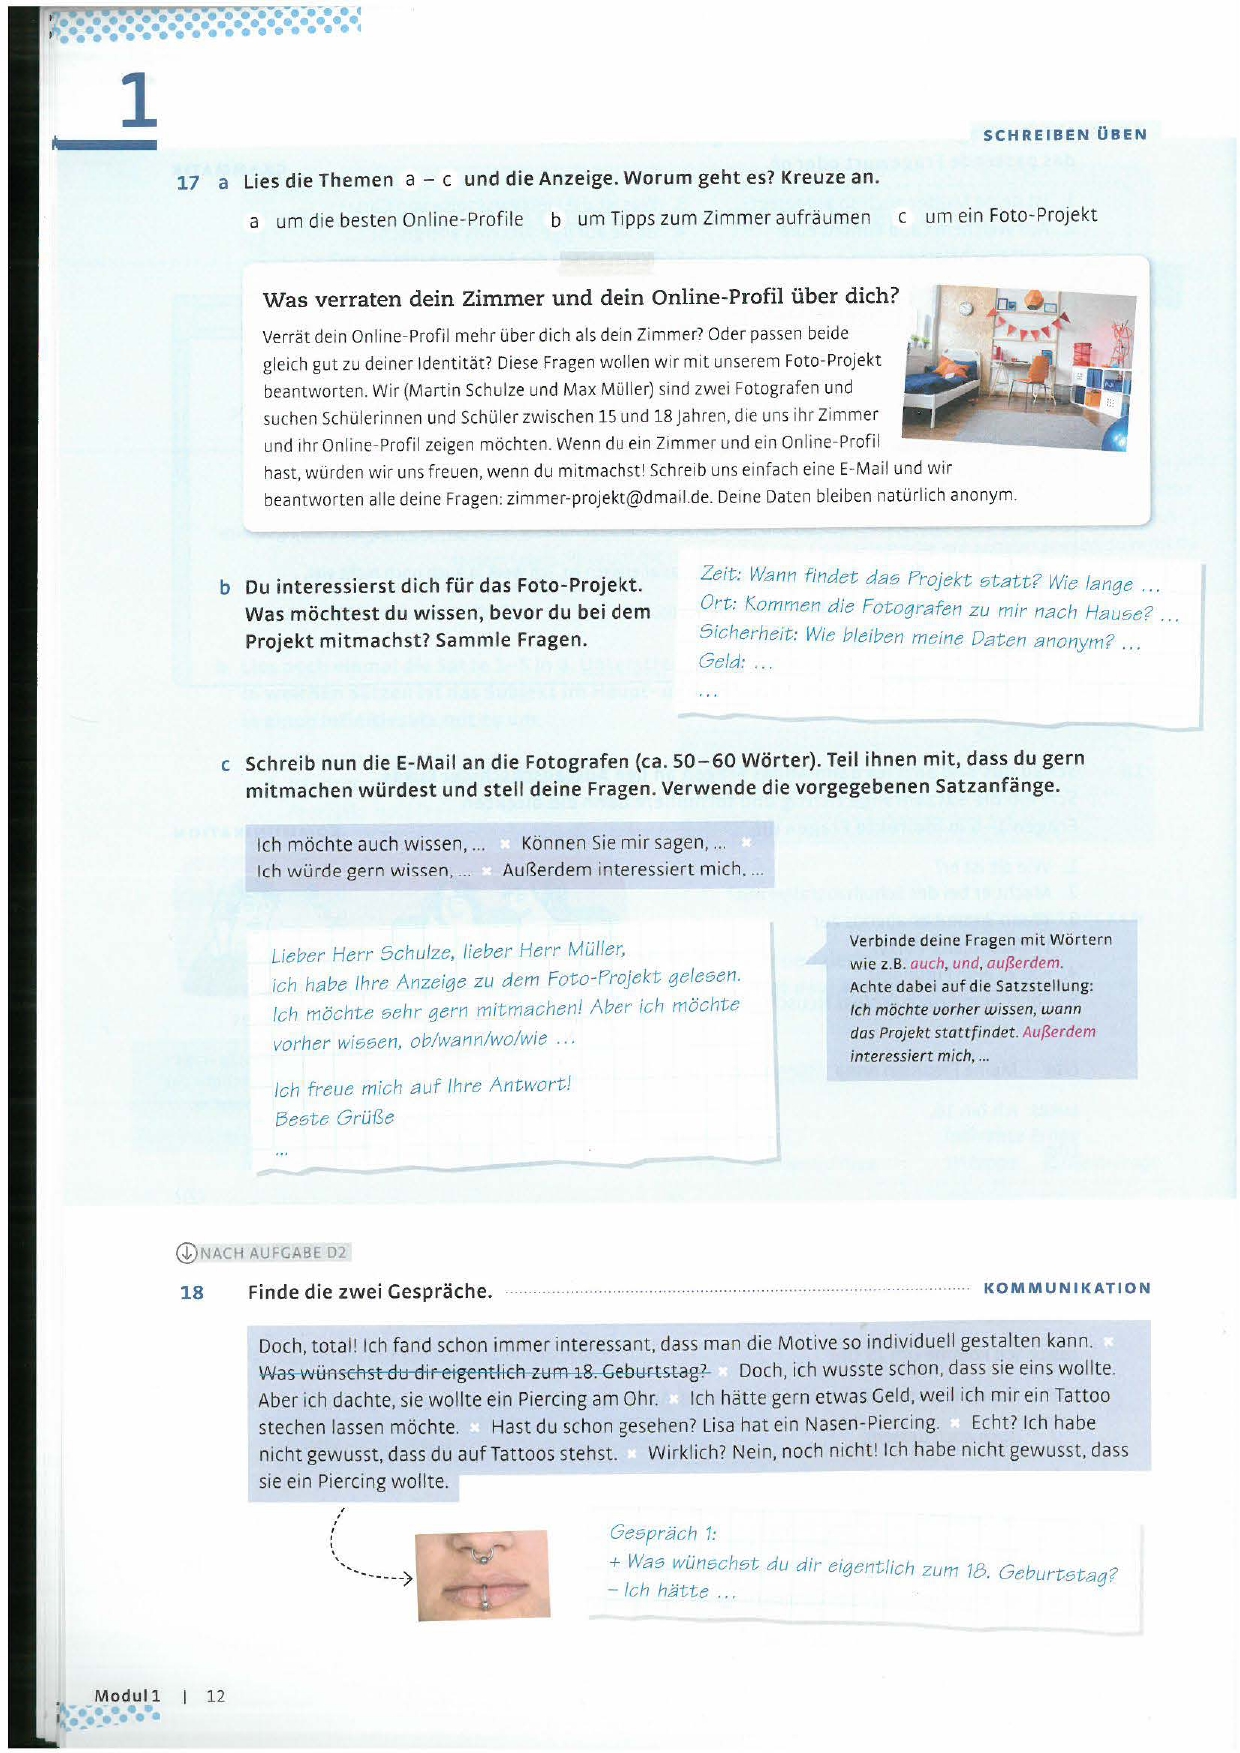 1
SCHREIBEN ÜBEN
17 a Lies die Themen a – c und die Anzeige. Worum geht es? Kreuze an.
a um die besten Online-Profile b um Tipps zum Zimmer aufräumen c um ein Foto-Projekt
Was verraten dein Zimmer und dein Online-Profil über dich?
Verrät dein Online-Profil mehr über dich als dein Zimmer? Oder passen beide
gleich gut zu deiner Identität? Diese Fragen wollen wir mit unserem Foto-Projekt
beantworten. Wir (Martin Schulze und Max Müller) sind zwei Fotografen und
suchen Schülerinnen und Schüler zwischen 15 und 18 Jahren, die uns ihr Zimmer
und ihr Online-Profil zeigen möchten. Wenn du ein Zimmer und ein Online-Profil
hast, würden wir uns freuen, wenn du mitmachst! Schreib uns einfach eine E-Mail und wir
beantworten alle deine Fragen: zimmer-projekt@dmail.de. Deine Daten bleiben natürlich anonym.
b Du interessierst dich für das Foto-Projekt.
Was möchtest du wissen, bevor du bei dem
Projekt mitmachst? Sammle Fragen.
Zeit: Wann findet das Projekt statt? Wie lange ...
Ort: Kommen die Fotografen zu mir nach Hause? ...
Sicherheit: Wie bleiben meine Daten anonym? ...
Geld: ...
...
c Schreib nun die E-Mail an die Fotografen (ca. 50–60 Wörter). Teil ihnen mit, dass du gern
mitmachen würdest und stell deine Fragen. Verwende die vorgegebenen Satzanfänge.
Ich möchte auch wissen, ... × Können Sie mir sagen, ... ×
Ich würde gern wissen, ... × Außerdem interessiert mich, ...
Lieber Herr Schulze, lieber Herr Müller,
ich habe Ihre Anzeige zu dem Foto-Projekt gelesen.
Ich möchte sehr gern mitmachen! Aber ich möchte
vorher wissen, ob/wann/wo/wie ...
Ich freue mich auf Ihre Antwort!
Beste Grüße
...
Verbinde deine Fragen mit Wörtern
wie z.B. auch, und, außerdem.
Achte dabei auf die Satzstellung:
Ich möchte vorher wissen, wann
das Projekt stattfindet. Außerdem
interessiert mich, ...
NACH AUFGABE D2
18 Finde die zwei Gespräche. KOMMUNIKATION
Doch, total! Ich fand schon immer interessant, dass man die Motive so individuell gestalten kann. ×
Was wünschst du dir eigentlich zum 18. Geburtstag? × Doch, ich wusste schon, dass sie eins wollte.
Aber ich dachte, sie wollte ein Piercing am Ohr. × Ich hätte gern etwas Geld, weil ich mir ein Tattoo
stechen lassen möchte. × Hast du schon gesehen? Lisa hat ein Nasen-Piercing. × Echt? Ich habe
nicht gewusst, dass du auf Tattoos stehst. × Wirklich? Nein, noch nicht! Ich habe nicht gewusst, dass
sie ein Piercing wollte.
Gespräch 1:
+ Was wünschst du dir eigentlich zum 18. Geburtstag?
– Ich hätte ...
Modul 1 | 12